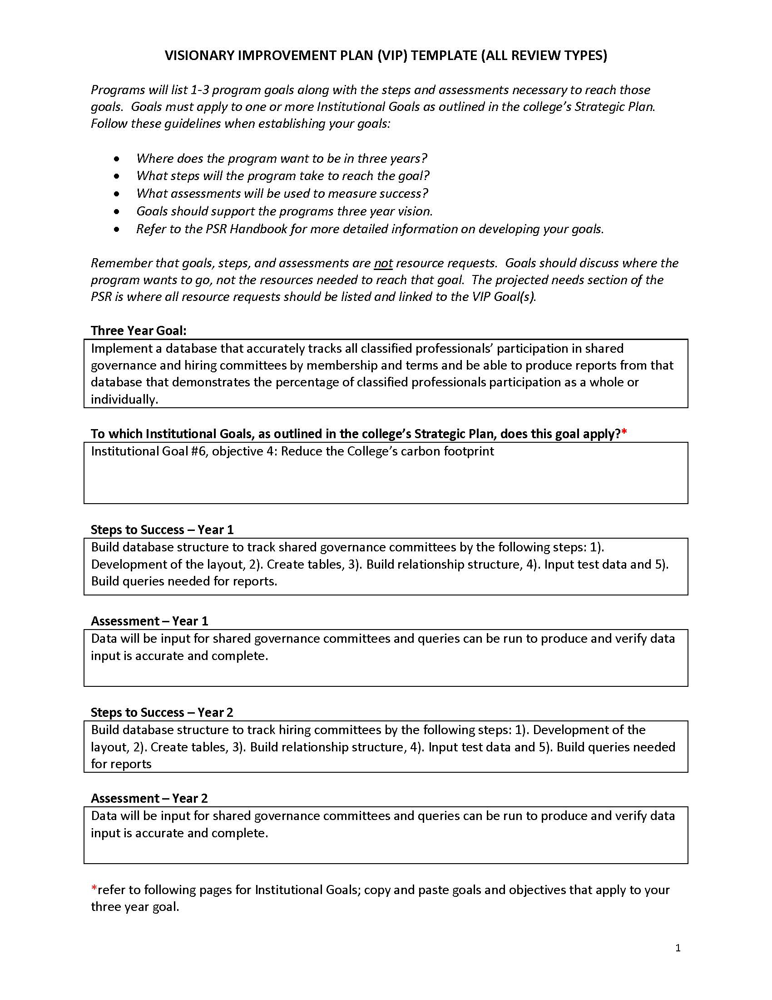 VISIONARY IMPROVEMENT PLAN (VIP) TEMPLATE (ALL REVIEW TYPES)
Programs will list 1-3 program goals along with the steps and assessments necessary to reach those
goals.  Goals must apply to one or more Institutional Goals as outlined in the college’s Strategic Plan.
Follow these guidelines when establishing your goals:
• Where does the program want to be in three years?
• What steps will the program take to reach the goal?
• What assessments will be used to measure success?
• Goals should support the programs three year vision.
• Refer to the PSR Handbook for more detailed information on developing your goals.
Remember that goals, steps, and assessments are not resource requests.  Goals should discuss where the
program wants to go, not the resources needed to reach that goal.  The projected needs section of the
PSR is where all resource requests should be listed and linked to the VIP Goal(s).
Three Year Goal:
Implement a database that accurately tracks all classified professionals’ participation in shared
governance and hiring committees by membership and terms and be able to produce reports from that
database that demonstrates the percentage of classified professionals participation as a whole or
individually.
To which Institutional Goals, as outlined in the college’s Strategic Plan, does this goal apply?*
Institutional Goal #6, objective 4: Reduce the College’s carbon footprint
Steps to Success – Year 1
Build database structure to track shared governance committees by the following steps: 1).
Development of the layout, 2). Create tables, 3). Build relationship structure, 4). Input test data and 5).
Build queries needed for reports.
Assessment – Year 1
Data will be input for shared governance committees and queries can be run to produce and verify data
input is accurate and complete.
Steps to Success – Year 2
Build database structure to track hiring committees by the following steps: 1). Development of the
layout, 2). Create tables, 3). Build relationship structure, 4). Input test data and 5). Build queries needed
for reports
Assessment – Year 2
Data will be input for shared governance committees and queries can be run to produce and verify data
input is accurate and complete.
*refer to following pages for Institutional Goals; copy and paste goals and objectives that apply to your
three year goal.
1